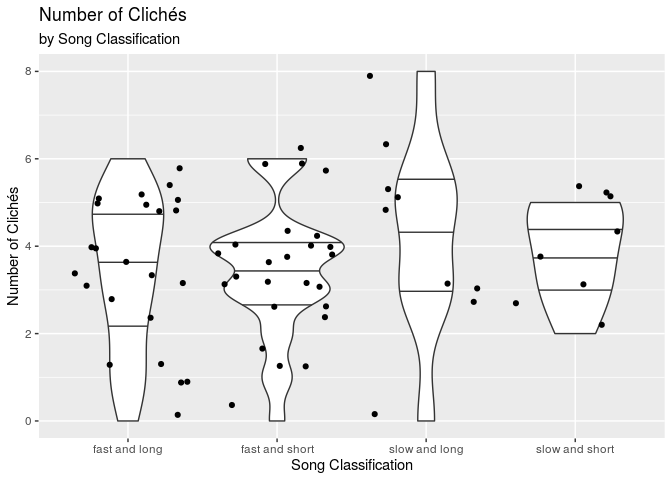 Number of Clichés
by Song Classification
Number of Clichés
8
6
4
2
0
fast and long fast and short slow and long slow and short
Song Classification